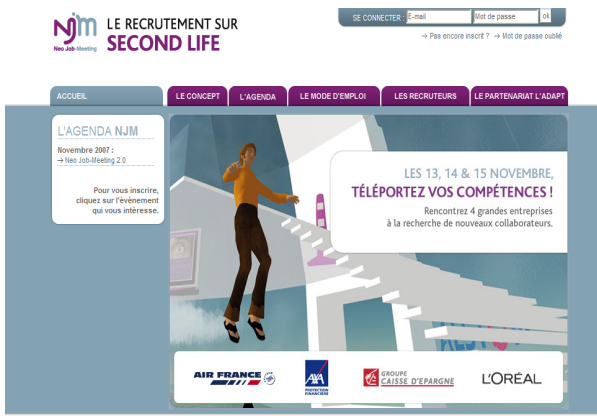 njm
Neo Job-Meeting
LE RECRUTEMENT SUR
SECOND LIFE
SE CONNECTER : E-mail Mot de passe ok
→ Pas encore inscrit ? → Mot de passe oublié
ACCUEIL LE CONCEPT L'AGENDA LE MODE D'EMPLOI LES RECRUTEURS LE PARTENARIAT L'ADAPT
L'AGENDA NJM
Novembre 2007 :
→ Neo Job-Meeting 2.0
Pour vous inscrire,
cliquez sur l'évènement
qui vous intéresse.
LES 13, 14 & 15 NOVEMBRE,
TÉLÉPORTEZ VOS COMPÉTENCES !
Rencontrez 4 grandes entreprises
à la recherche de nouveaux collaborateurs.
AIR FRANCE
AXA
PROTECTION
FINANCIÈRE
GROUPE
CAISSE D'EPARGNE
L'ORÉAL